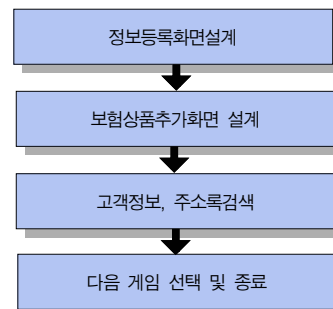 정보등록화면설계
보험상품추가화면 설계
고객정보, 주소록검색
다음 게임 선택 및 종료